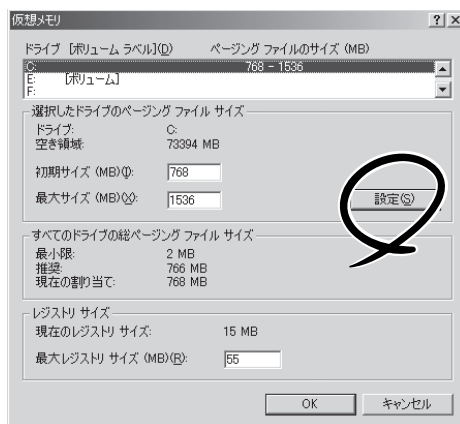 仮想メモリ
ドライブ [ボリューム ラベル](D) ページング ファイルのサイズ (MB)
C: 768 - 1536
E: [ボリューム]
F:
選択したドライブのページング ファイル サイズ
ドライブ: C:
空き領域: 73394 MB
初期サイズ (MB)(I): 768
最大サイズ (MB)(X): 1536
設定(S)
すべてのドライブの総ページング ファイル サイズ
最小限: 2 MB
推奨: 766 MB
現在の割り当て: 768 MB
レジストリ サイズ
現在のレジストリ サイズ: 15 MB
最大レジストリ サイズ (MB)(R): 55
OK キャンセル